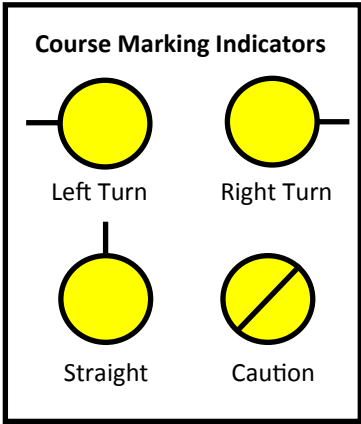 Course Marking Indicators
Left Turn
Right Turn
Straight
Caution